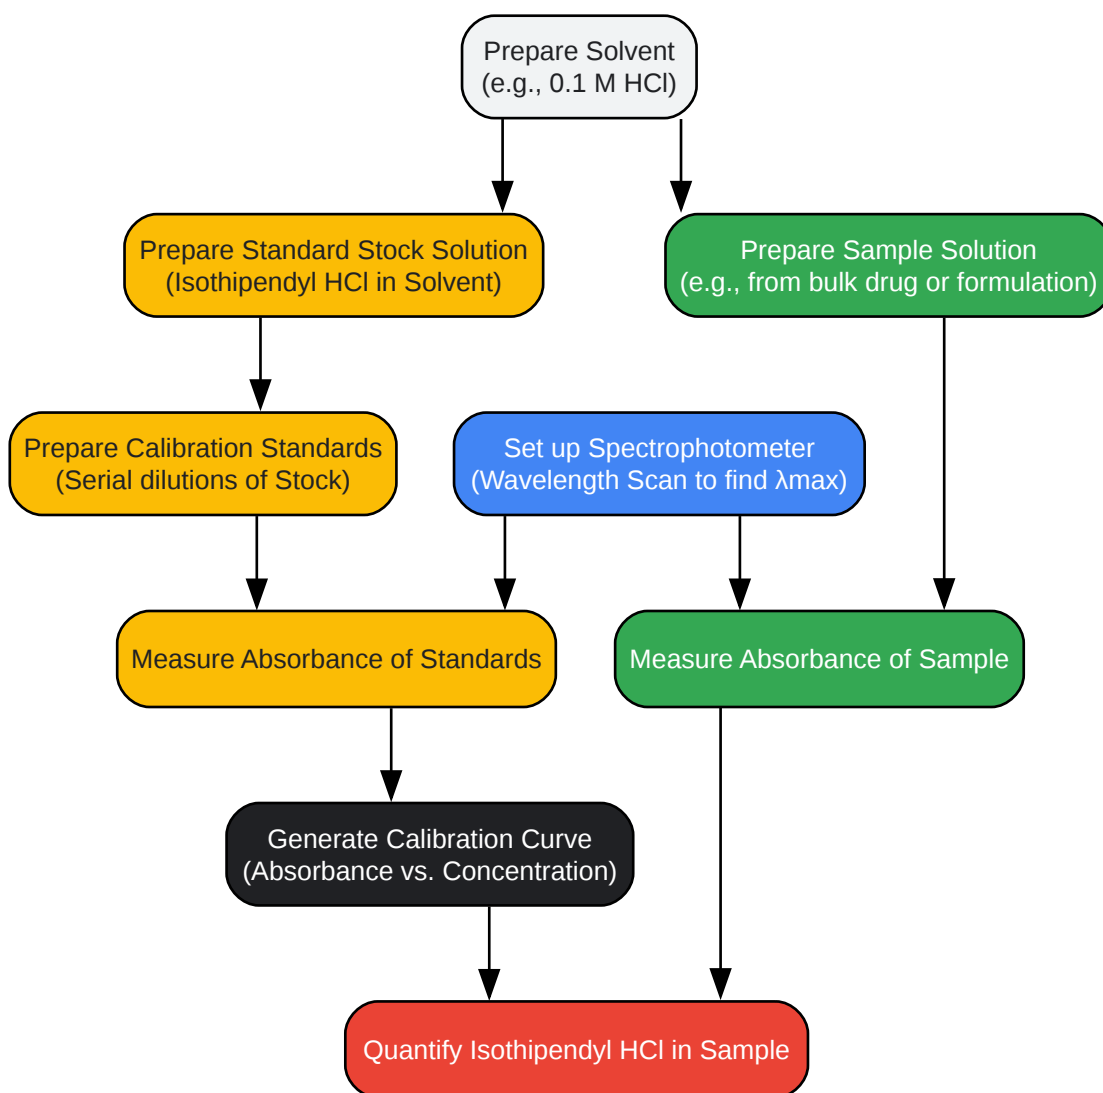 Prepare Solvent
(e.g., 0.1 M HCl)
Prepare Standard Stock Solution
(Isothipendyl HCl in Solvent)
Prepare Sample Solution
(e.g., from bulk drug or formulation)
Prepare Calibration Standards
(Serial dilutions of Stock)
Set up Spectrophotometer
(Wavelength Scan to find λmax)
Measure Absorbance of Standards
Measure Absorbance of Sample
Generate Calibration Curve
(Absorbance vs. Concentration)
Quantify Isothipendyl HCl in Sample